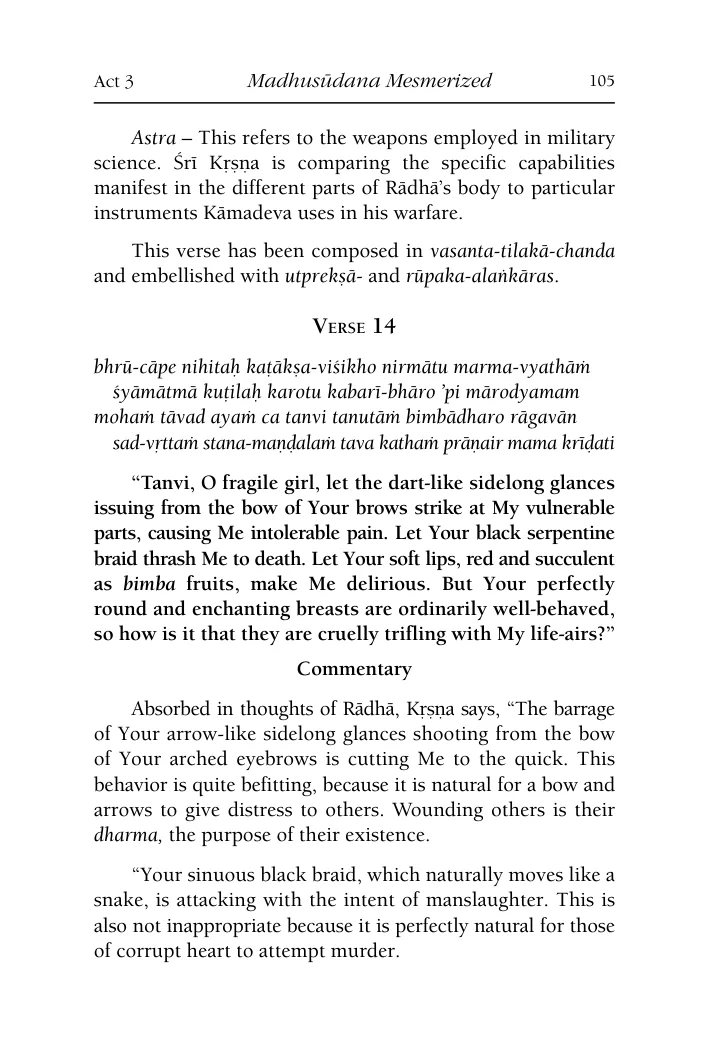 Act 3 Madhusūdana Mesmerized 105
Astra – This refers to the weapons employed in military
science. Śrī Kṛṣṇa is comparing the specific capabilities
manifest in the different parts of Rādhā’s body to particular
instruments Kāmadeva uses in his warfare.
This verse has been composed in vasanta-tilakā-chanda
and embellished with utprekṣā- and rūpaka-alaṅkāras.
Verse 14
bhrū-cāpe nihitaḥ kaṭākṣa-viśikho nirmātu marma-vyathāṁ
śyāmātmā kuṭilaḥ karotu kabarī-bhāro ’pi mārodyamam
mohaṁ tāvad ayaṁ ca tanvi tanutāṁ bimbādharo rāgavān
sad-vṛttaṁ stana-maṇḍalaṁ tava kathaṁ prāṇair mama krīḍati
“Tanvi, O fragile girl, let the dart-like sidelong glances
issuing from the bow of Your brows strike at My vulnerable
parts, causing Me intolerable pain. Let Your black serpentine
braid thrash Me to death. Let Your soft lips, red and succulent
as bimba fruits, make Me delirious. But Your perfectly
round and enchanting breasts are ordinarily well-behaved,
so how is it that they are cruelly trifling with My life-airs?”
Commentary
Absorbed in thoughts of Rādhā, Kṛṣṇa says, “The barrage
of Your arrow-like sidelong glances shooting from the bow
of Your arched eyebrows is cutting Me to the quick. This
behavior is quite befitting, because it is natural for a bow and
arrows to give distress to others. Wounding others is their
dharma, the purpose of their existence.
“Your sinuous black braid, which naturally moves like a
snake, is attacking with the intent of manslaughter. This is
also not inappropriate because it is perfectly natural for those
of corrupt heart to attempt murder.